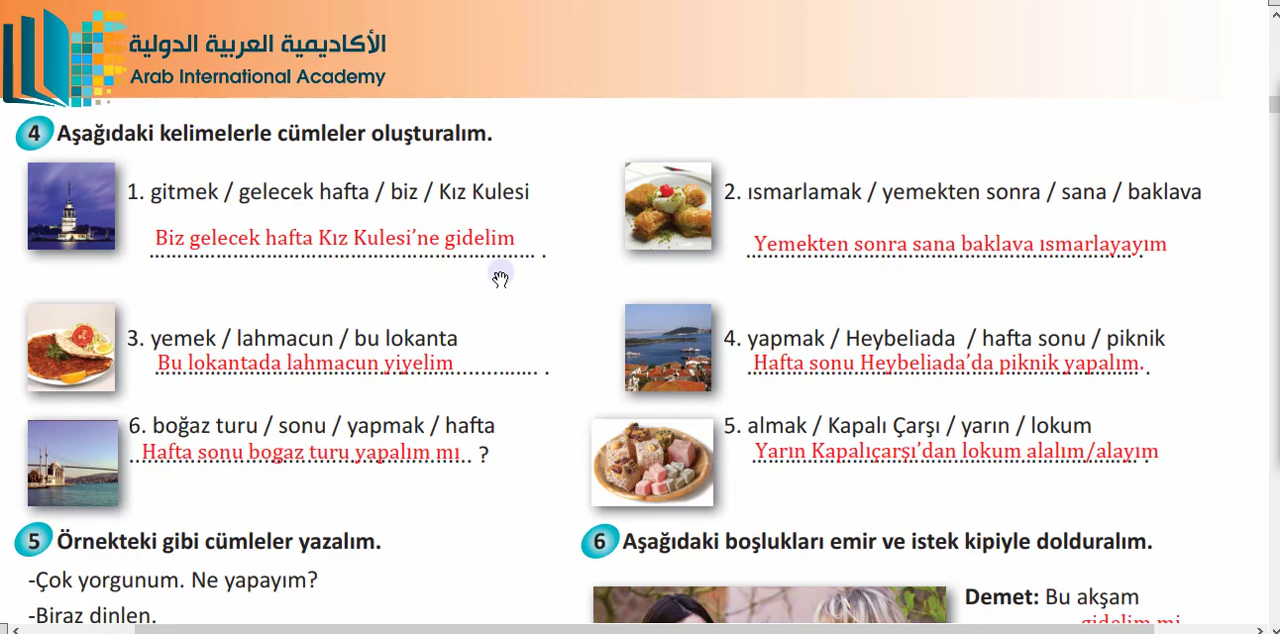 الأكاديمية العربية الدولية
Arab International Academy
4 Aşağıdaki kelimelerle cümleler oluşturalım.
1. gitmek / gelecek hafta / biz / Kız Kulesi
Biz gelecek hafta Kız Kulesi'ne gidelim
2. ısmarlamak / yemekten sonra / sana / baklava
Yemekten sonra sana baklava ısmarlayayım
3. yemek / lahmacun / bu lokanta
Bu lokantada lahmacun yiyelim
4. yapmak / Heybeliada / hafta sonu / piknik
Hafta sonu Heybeliada'da piknik yapalım.
6. boğaz turu / sonu / yapmak / hafta
Hafta sonu bogaz turu yapalım mı ?
5. almak / Kapalı Çarşı / yarın / lokum
Yarın Kapalıçarşı'dan lokum alalım/alayım
5 Örnekteki gibi cümleler yazalım.
-Çok yorgunum. Ne yapayım?
-Biraz dinlen.
6 Aşağıdaki boşlukları emir ve istek kipiyle dolduralım.
Demet: Bu akşam
gidelim mi